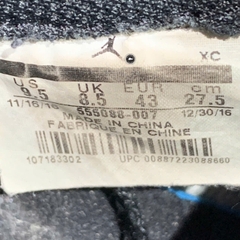 XC
US UK EUR cm
9.5 8.5 43 27.5
11/16/16 555088-007 12/30/16
MADE IN CHINA
FABRIQUE EN CHINE
107183302 UPC 00887223088660